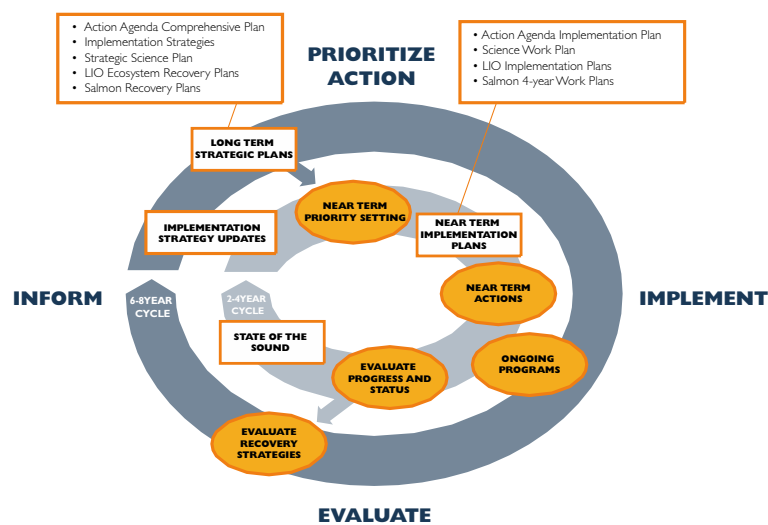 • Action Agenda Comprehensive Plan
• Implementation Strategies
• Strategic Science Plan
• LIO Ecosystem Recovery Plans
• Salmon Recovery Plans
• Action Agenda Implementation Plan
• Science Work Plan
• LIO Implementation Plans
• Salmon 4-year Work Plans
PRIORITIZE
ACTION
LONG TERM
STRATEGIC PLANS
NEAR TERM
PRIORITY SETTING
IMPLEMENTATION
STRATEGY UPDATES
NEAR TERM
IMPLEMENTATION
PLANS
INFORM
6-8YEAR
CYCLE
2-4YEAR
CYCLE
NEAR TERM
ACTIONS
IMPLEMENT
STATE OF THE
SOUND
EVALUATE
PROGRESS AND
STATUS
ONGOING
PROGRAMS
EVALUATE
RECOVERY
STRATEGIES
EVALUATE